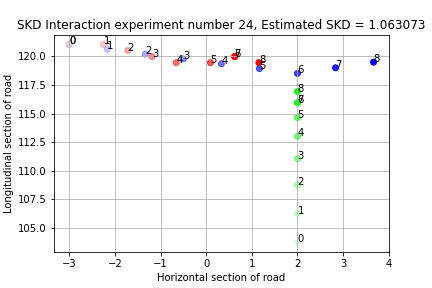 SKD Interaction experiment number 24, Estimated SKD = 1.063073
Longitudinal section of road
120.0
117.5
115.0
112.5
110.0
107.5
105.0
0 1 2 3 4 5 6 7 8
0 1 2 3 4 5 6 7 8
8
7
6
5
4
3
2
1
0
−3 −2 −1 0 1 2 3 4
Horizontal section of road